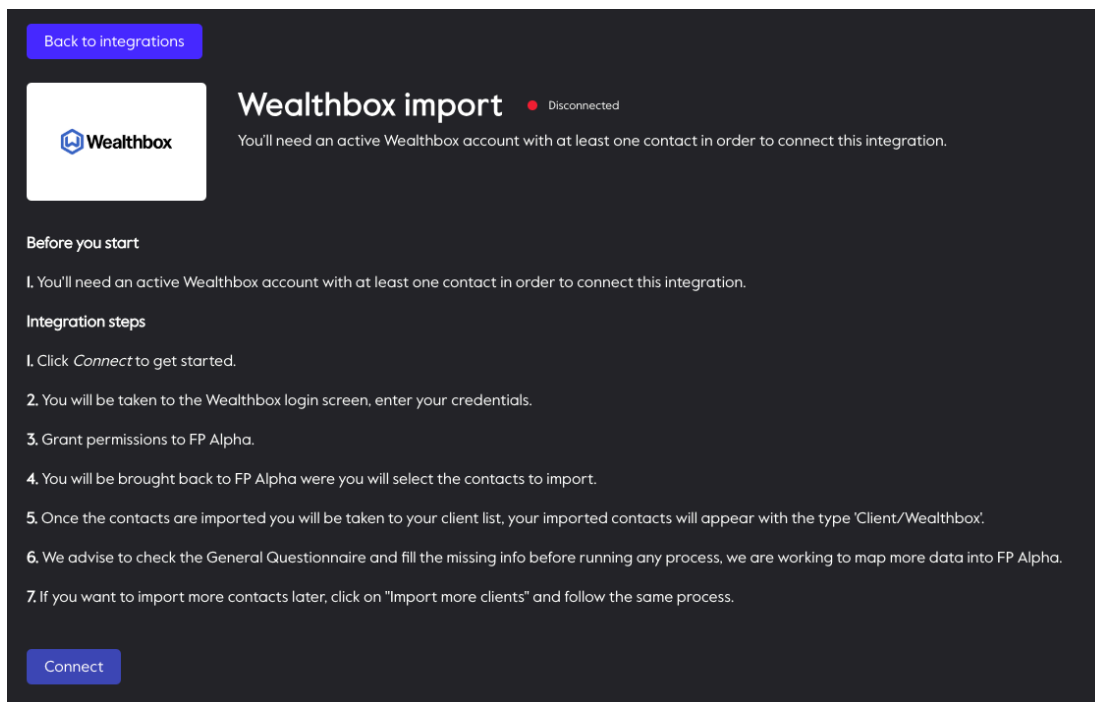 Back to integrations
Wealthbox
Wealthbox import
Disconnected
You'll need an active Wealthbox account with at least one contact in order to connect this integration.
Before you start
1. You'll need an active Wealthbox account with at least one contact in order to connect this integration.
Integration steps
1. Click Connect to get started.
2. You will be taken to the Wealthbox login screen, enter your credentials.
3. Grant permissions to FP Alpha.
4. You will be brought back to FP Alpha were you will select the contacts to import.
5. Once the contacts are imported you will be taken to your client list, your imported contacts will appear with the type 'Client/Wealthbox'.
6. We advise to check the General Questionnaire and fill the missing info before running any process, we are working to map more data into FP Alpha.
7. If you want to import more contacts later, click on "Import more clients" and follow the same process.
Connect